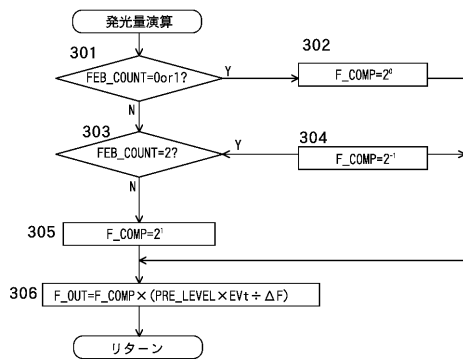 発光量演算
301
302
FEB_COUNT=0or1?
Y
F_COMP=2⁰
N
303
304
FEB_COUNT=2?
Y
F_COMP=2⁻¹
N
305
F_COMP=2¹
306
F_OUT=F_COMP×(PRE_LEVEL×EVt÷ΔF)
リターン